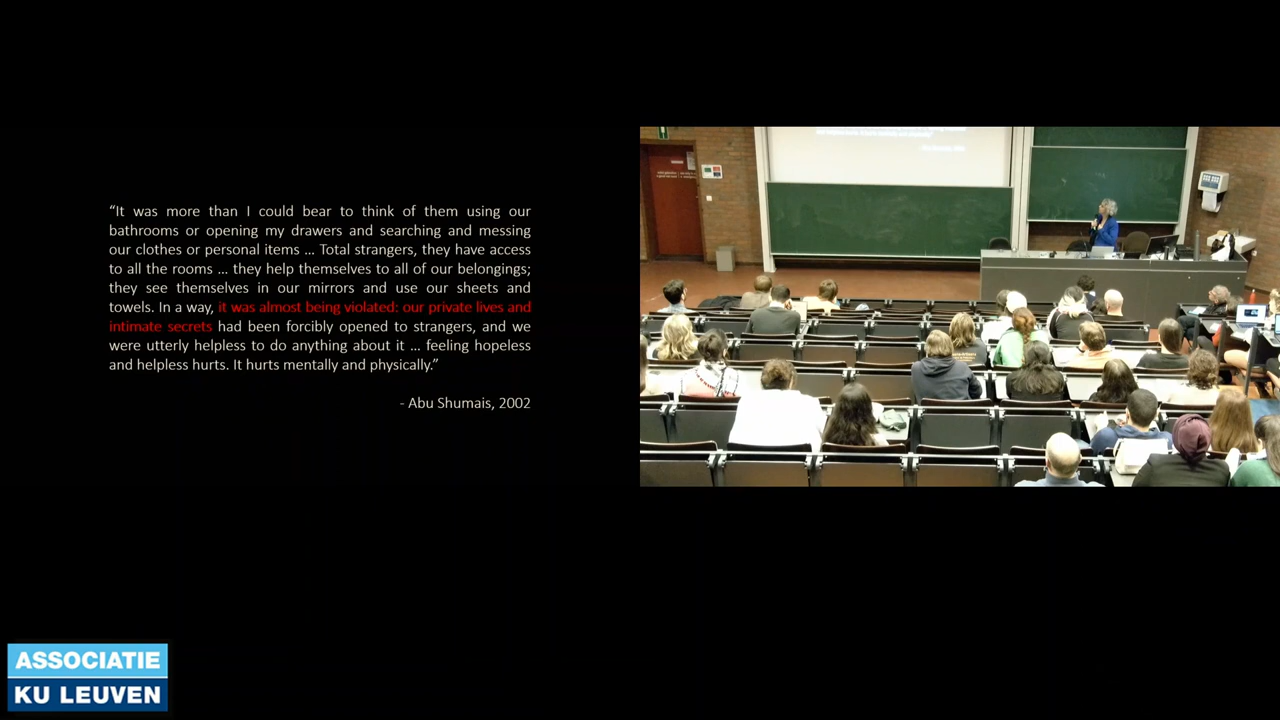 “It was more than I could bear to think of them using our
bathrooms or opening my drawers and searching and messing
our clothes or personal items … Total strangers, they have access
to all the rooms … they help themselves to all of our belongings;
they see themselves in our mirrors and use our sheets and
towels. In a way, it was almost being violated: our private lives and
intimate secrets had been forcibly opened to strangers, and we
were utterly helpless to do anything about it … feeling hopeless
and helpless hurts. It hurts mentally and physically.”
- Abu Shumais, 2002
ASSOCIATIE
KU LEUVEN